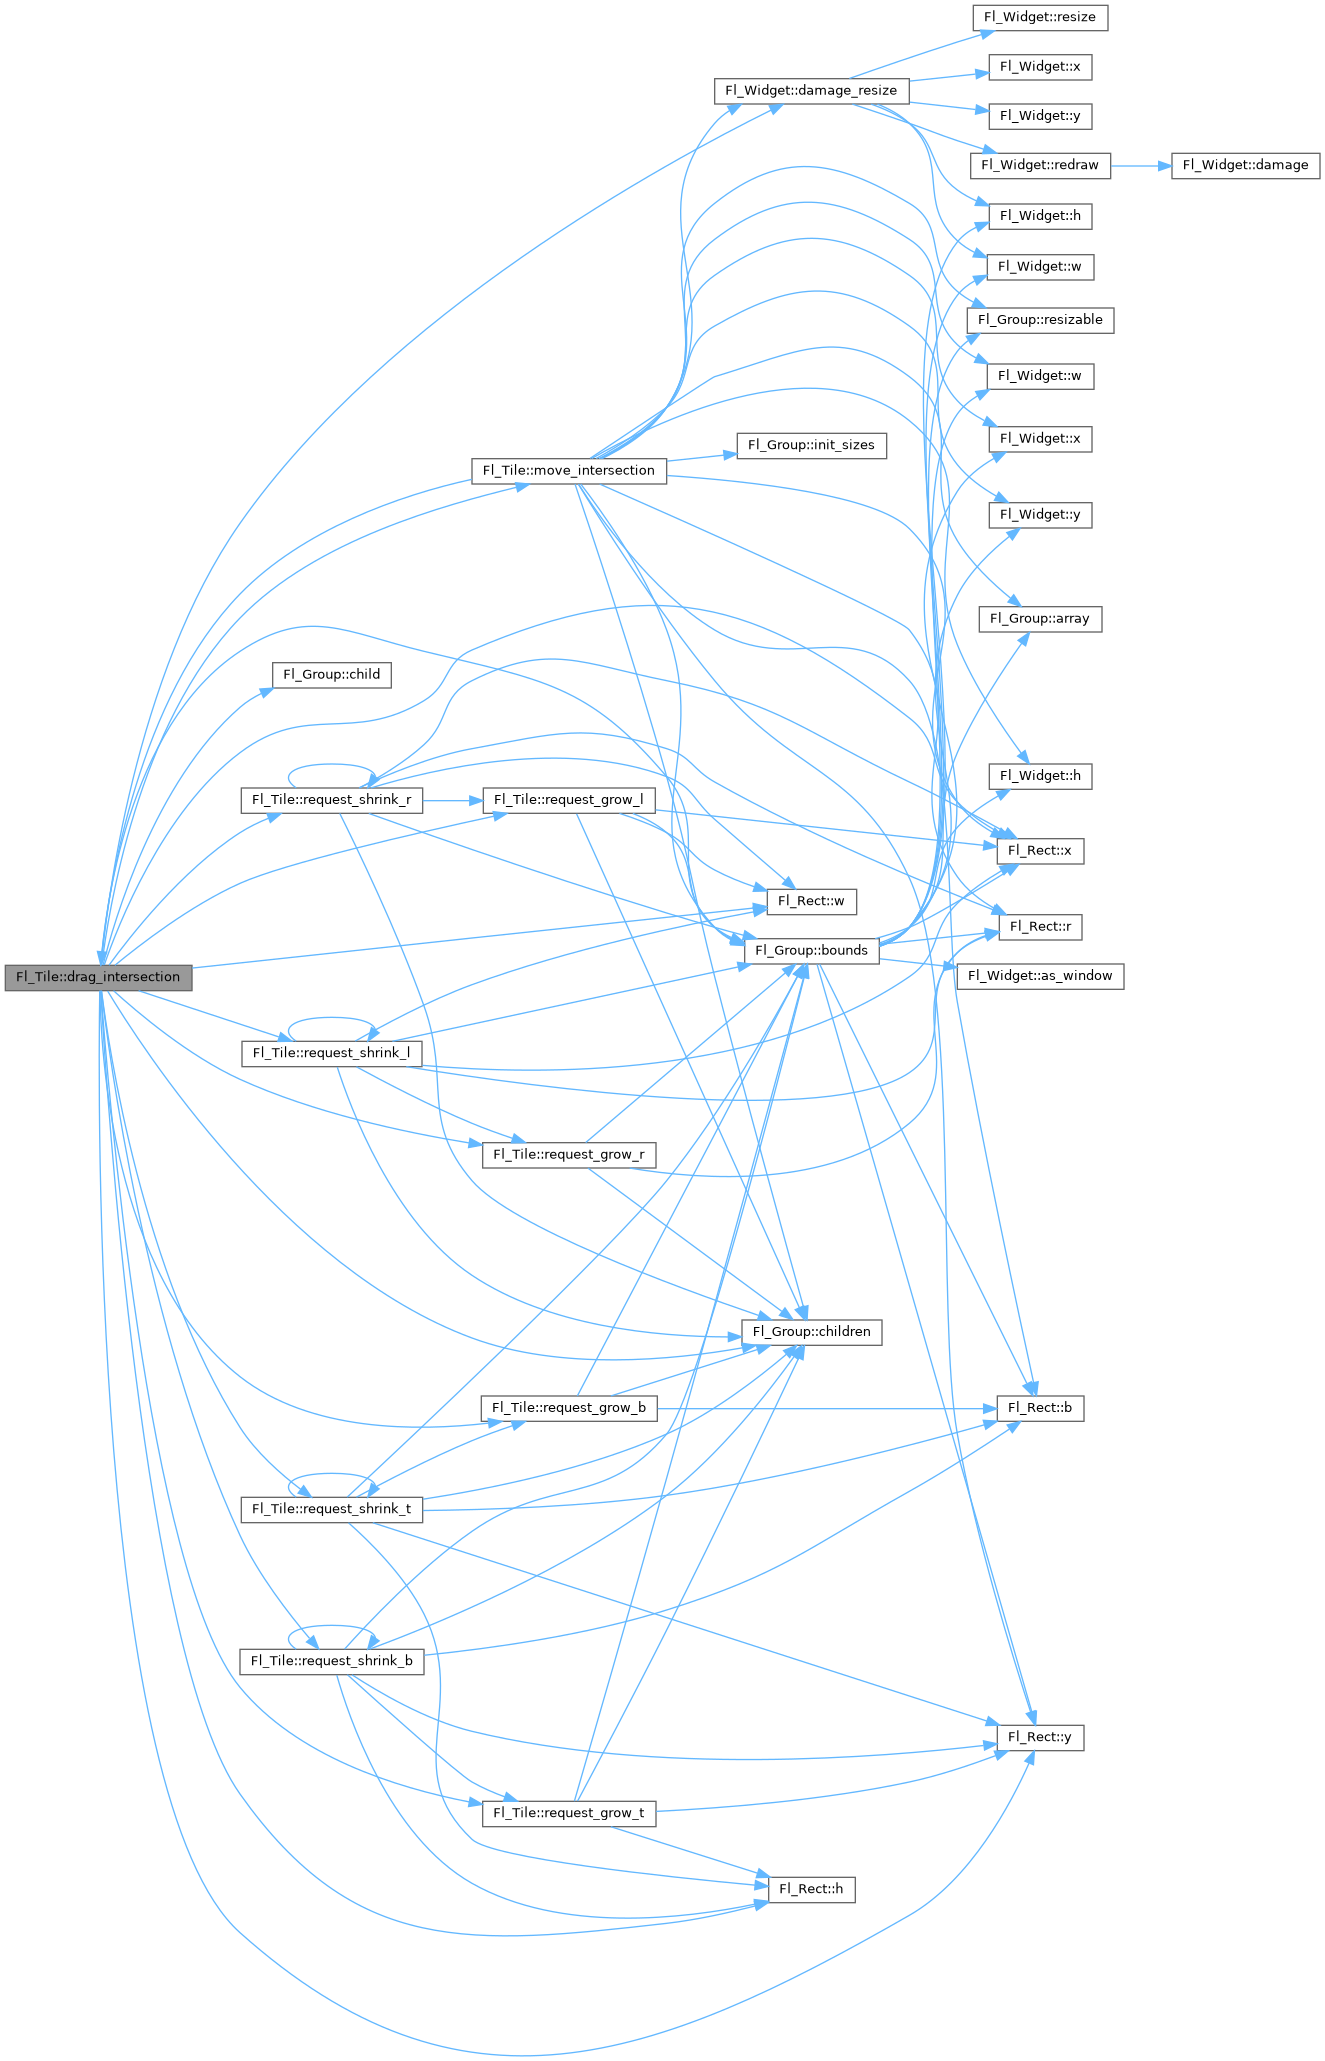 Fl_Widget::resize
Fl_Widget::x
Fl_Widget::damage_resize
Fl_Widget::y
Fl_Widget::redraw
Fl_Widget::damage
Fl_Widget::h
Fl_Widget::w
Fl_Group::resizable
Fl_Widget::w
Fl_Widget::x
Fl_Group::init_sizes
Fl_Tile::move_intersection
Fl_Widget::y
Fl_Group::array
Fl_Group::child
Fl_Widget::h
Fl_Tile::request_shrink_r
Fl_Tile::request_grow_l
Fl_Rect::x
Fl_Rect::w
Fl_Rect::r
Fl_Group::bounds
Fl_Tile::drag_intersection
Fl_Widget::as_window
Fl_Tile::request_shrink_l
Fl_Tile::request_grow_r
Fl_Group::children
Fl_Tile::request_grow_b
Fl_Rect::b
Fl_Tile::request_shrink_t
Fl_Tile::request_shrink_b
Fl_Rect::y
Fl_Tile::request_grow_t
Fl_Rect::h